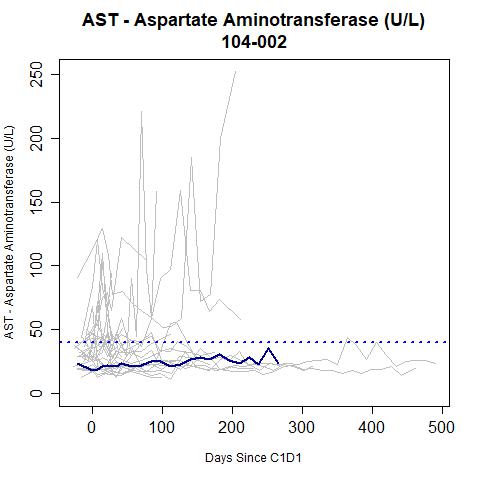 AST - Aspartate Aminotransferase (U/L)
104-002
AST - Aspartate Aminotransferase (U/L)
250
200
150
100
50
0
0 100 200 300 400 500
Days Since C1D1